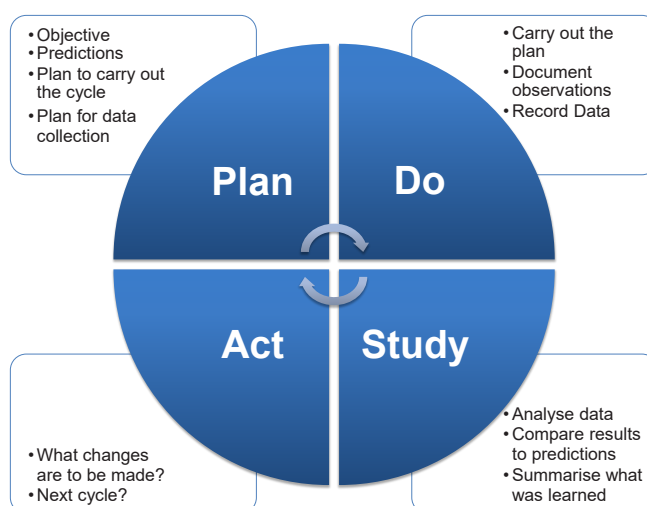 • Objective
• Predictions
• Plan to carry out
the cycle
• Plan for data
collection
• Carry out the
plan
• Document
observations
• Record Data
Plan
Do
Act
Study
• What changes
are to be made?
• Next cycle?
• Analyse data
• Compare results
to predictions
• Summarise what
was learned